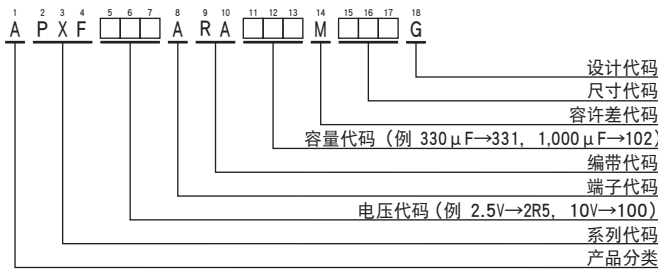 1 2 3 4 5 6 7 8 9 10 11 12 13 14 15 16 17 18
A P X F □□□ A R A □□□ M □□□ G
设计代码
尺寸代码
容许差代码
容量代码 (例 330μF→331, 1,000μF→102)
编带代码
端子代码
电压代码 (例 2.5V→2R5, 10V→100)
系列代码
产品分类